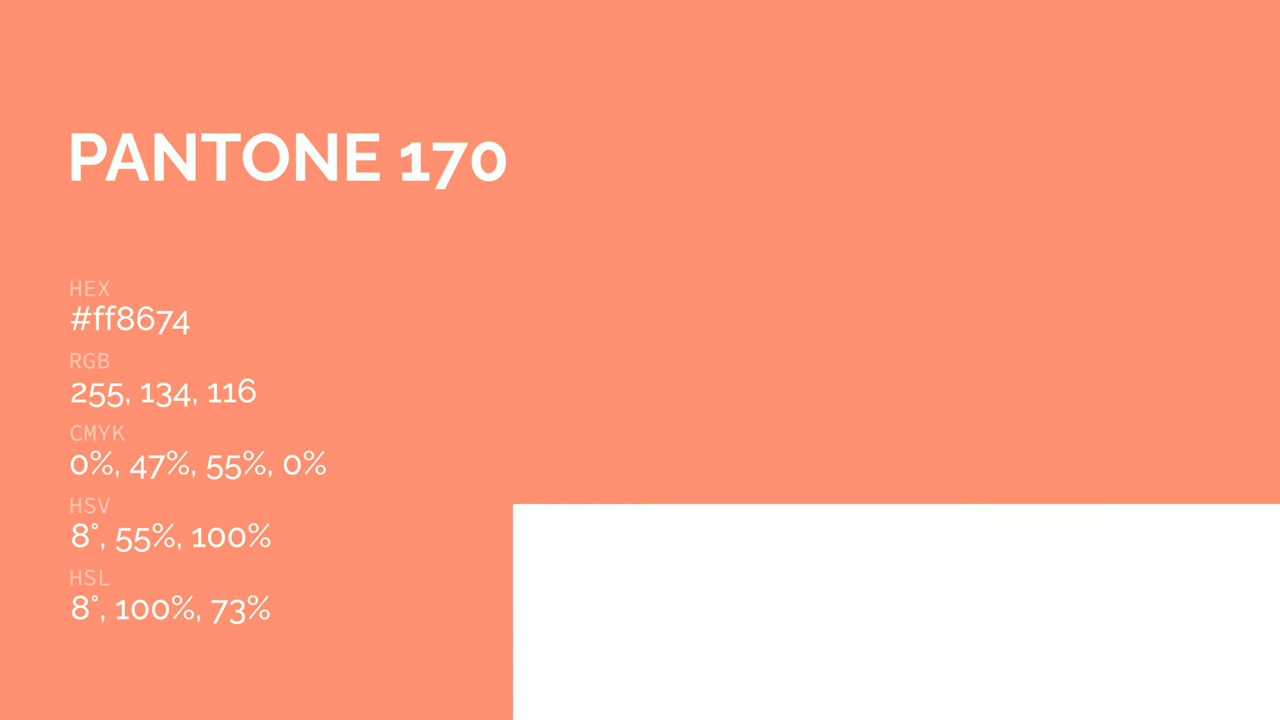 PANTONE 170
HEX
#ff8674
RGB
255, 134, 116
CMYK
0%, 47%, 55%, 0%
HSV
8°, 55%, 100%
HSL
8°, 100%, 73%